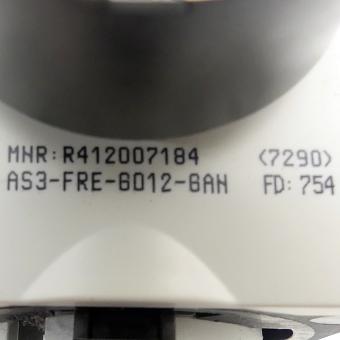 MNR: R412007184 (7290)
AS3-FRE-G012-GAN FD: 754